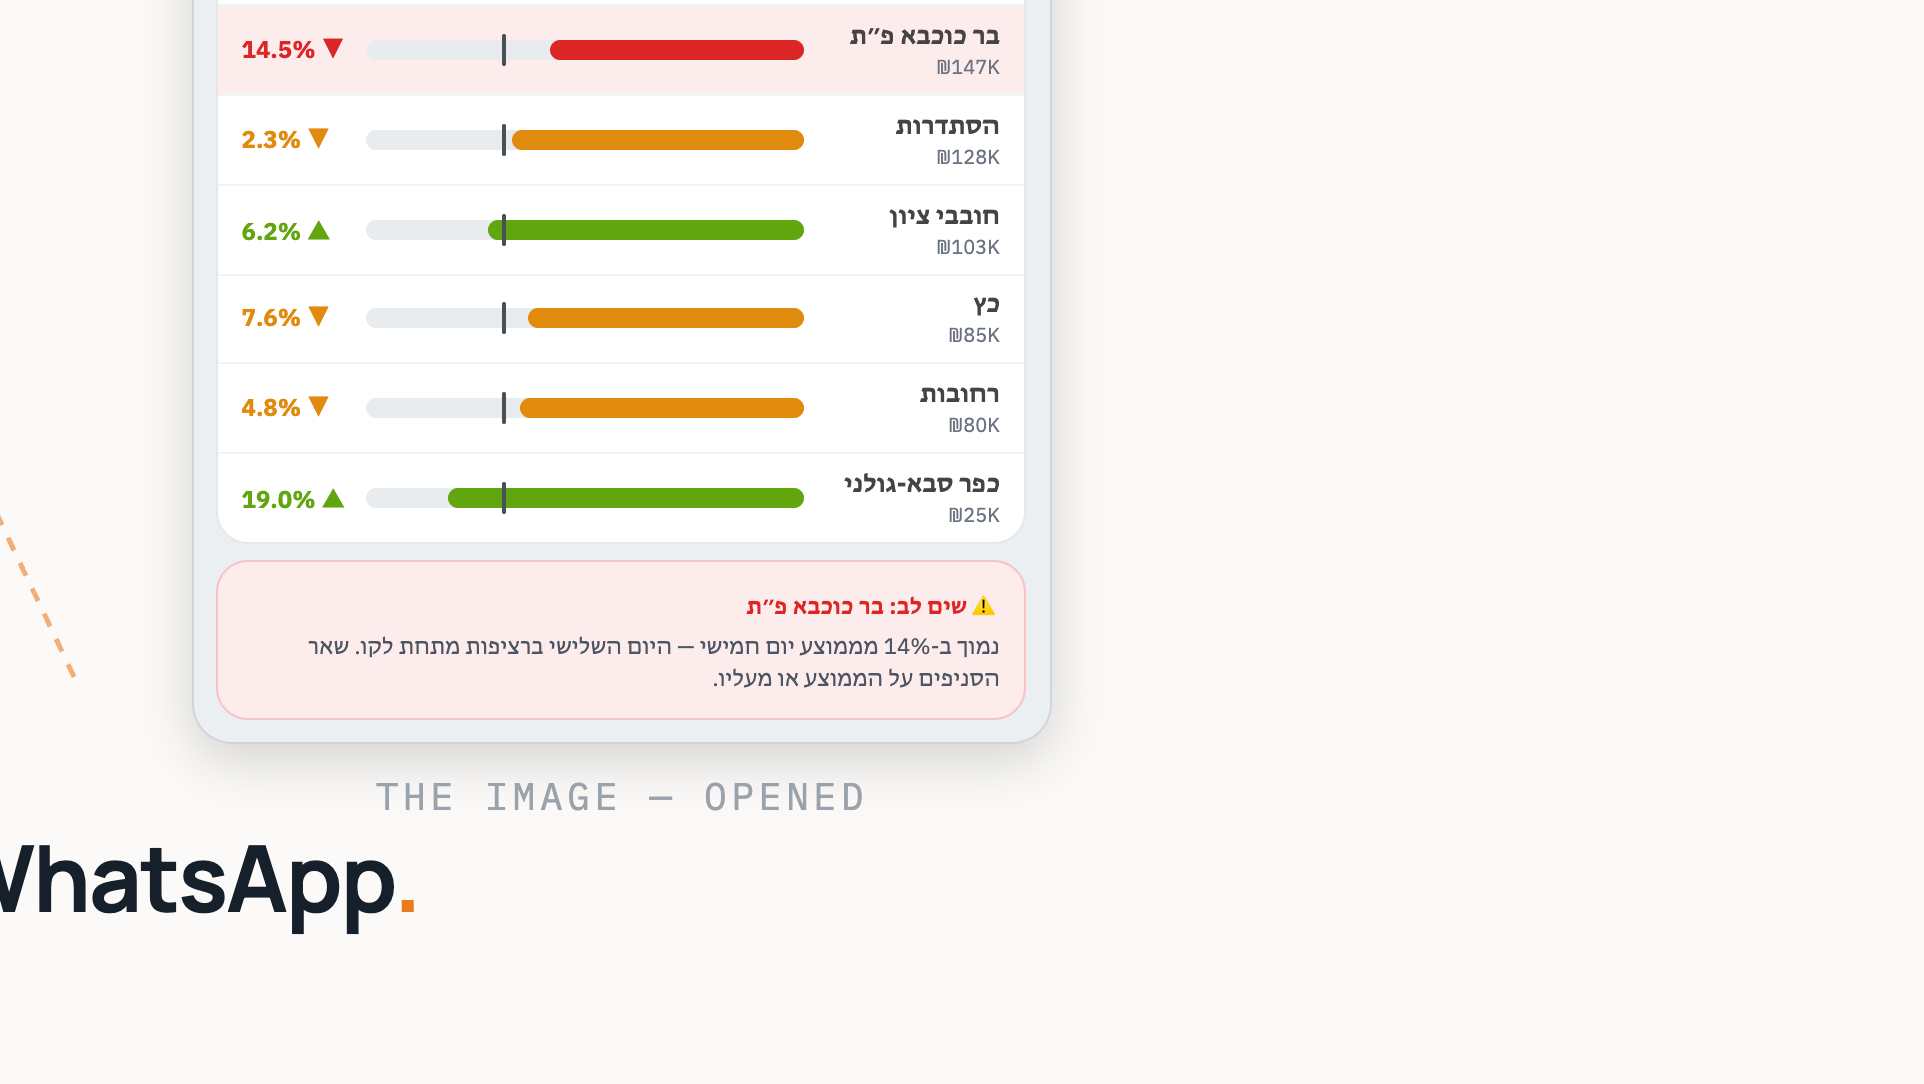 בר כוכבא פ״ת
₪147K
14.5% ▼
הסתדרות
₪128K
2.3% ▼
חובבי ציון
₪103K
6.2% ▲
כץ
₪85K
7.6% ▼
רחובות
₪80K
4.8% ▼
כפר סבא-גולני
₪25K
19.0% ▲
⚠️ שים לב: בר כוכבא פ״ת
נמוך ב-14% מממוצע יום חמישי — היום השלישי ברציפות מתחת לקו. שאר
הסניפים על הממוצע או מעליו.
THE IMAGE — OPENED
WhatsApp.